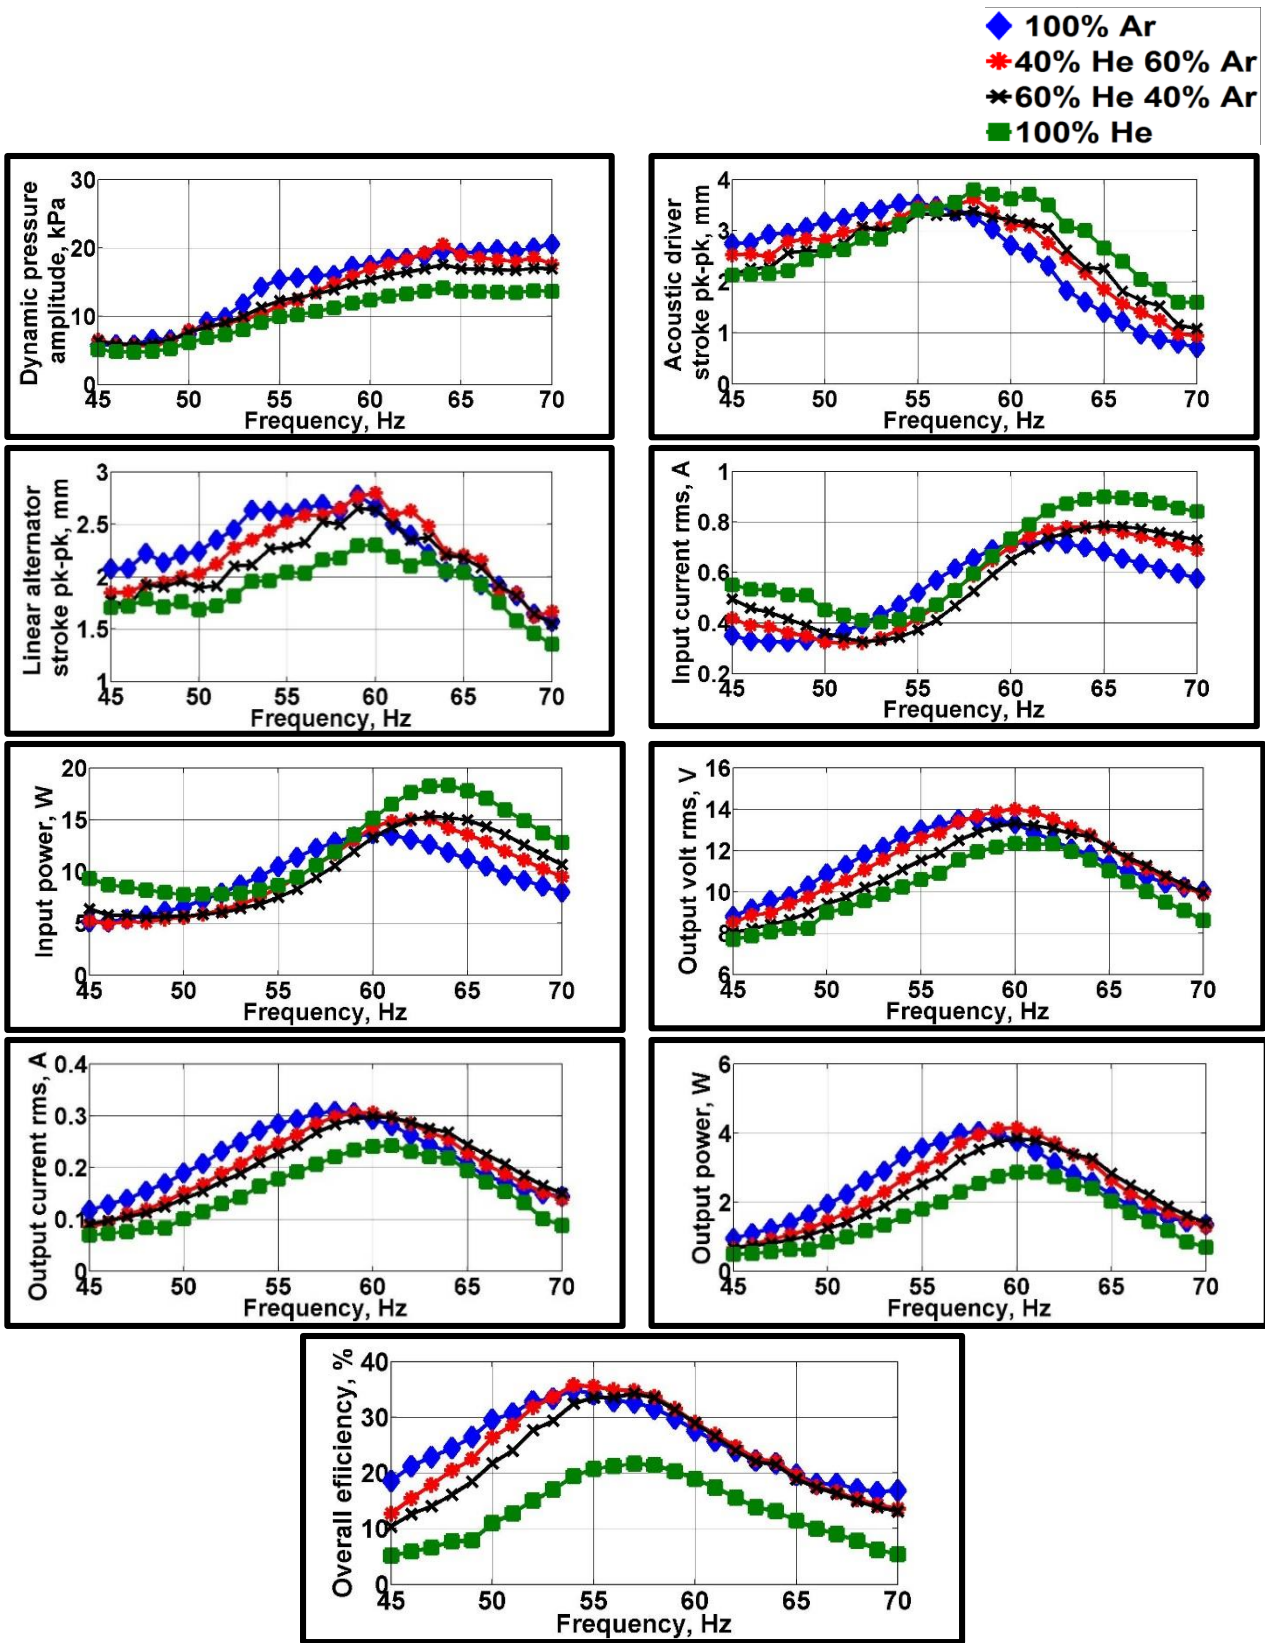 100% Ar
40% He 60% Ar
60% He 40% Ar
100% He
Dynamic pressure
amplitude, kPa
30
20
10
0
45 50 55 60 65 70
Frequency, Hz
Acoustic driver
stroke pk-pk, mm
4
3
2
1
0
45 50 55 60 65 70
Frequency, Hz
Linear alternator
stroke pk-pk, mm
3
2.5
2
1.5
1
45 50 55 60 65 70
Frequency, Hz
Input current rms, A
1
0.8
0.6
0.4
0.2
45 50 55 60 65 70
Frequency, Hz
Input power, W
20
15
10
5
0
45 50 55 60 65 70
Frequency, Hz
Output volt rms, V
16
14
12
10
8
6
45 50 55 60 65 70
Frequency, Hz
Output current rms, A
0.4
0.3
0.2
0.1
0
45 50 55 60 65 70
Frequency, Hz
Output power, W
6
4
2
0
45 50 55 60 65 70
Frequency, Hz
Overall efiiciency, %
40
30
20
10
0
45 50 55 60 65 70
Frequency, Hz